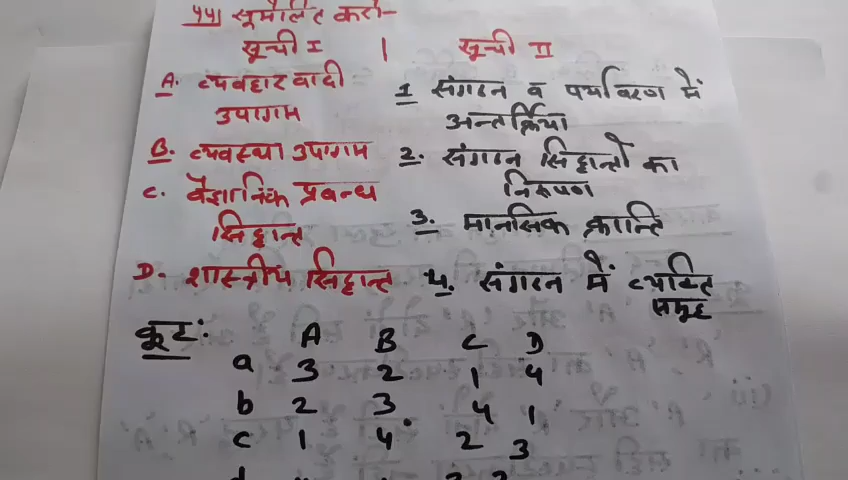 441 सूमेलित करो-
सूची I | सूची II
A. व्यवहारवादी 1 संगठन व पर्यावरण में
उपागम अन्तर्क्रिया
B. व्यवस्था उपागम 2. संगठन सिद्धान्तो का
निरुपण
C. वैज्ञानिक प्रबन्ध
सिद्धान्त 3. मानसिक क्रान्ति
D. शास्त्रीय सिद्धान्त 4. संगठन में व्यक्ति
समूह
कूट: A B C D
a 3 2 1 4
b 2 3 4 1
c 1 4 2 3